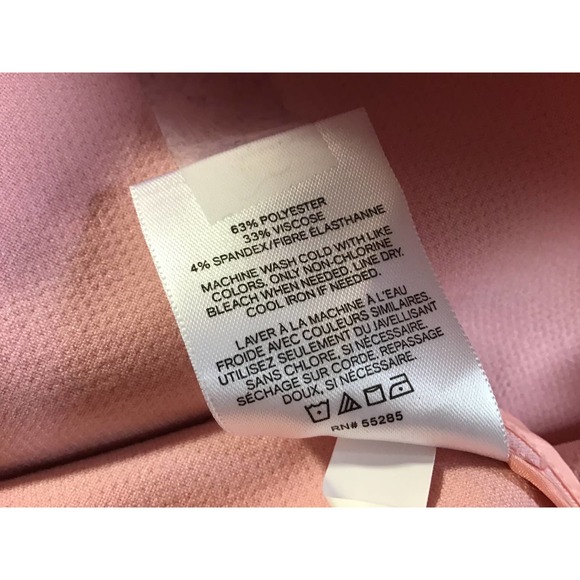 63% POLYESTER
33% VISCOSE
4% SPANDEX/FIBRE ÉLASTHANNE
MACHINE WASH COLD WITH LIKE
COLORS, ONLY NON-CHLORINE
BLEACH WHEN NEEDED. LINE DRY.
COOL IRON IF NEEDED.
LAVER À LA MACHINE À L'EAU
FROIDE AVEC COULEURS SIMILAIRES.
UTILISEZ SEULEMENT DU JAVELLISANT
SANS CHLORE, SI NÉCESSAIRE.
SÉCHAGE SUR CORDE, REPASSAGE
DOUX, SI NÉCESSAIRE.
RN# 55285